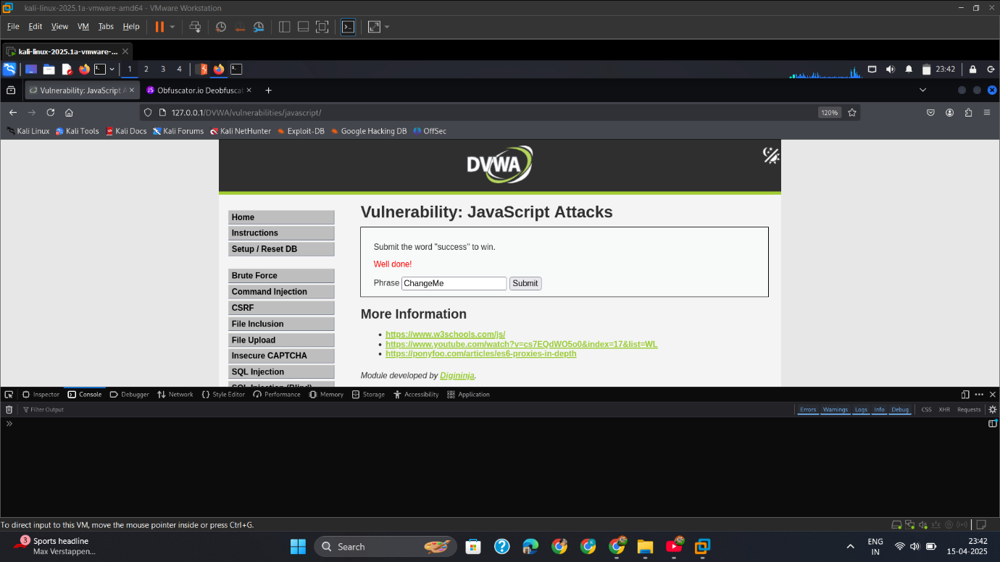 kali-linux-2025.1a-vmware-amd64 - VMware Workstation
File Edit View VM Tabs Help
kali-linux-2025.1a-vmware-...
1 2 3 4 23:42
Vulnerability: JavaScript A
JS Obfuscator.io Deobfuscat
127.0.0.1/DVWA/vulnerabilities/javascript/ 120%
Kali Linux Kali Tools Kali Docs Kali Forums Kali NetHunter Exploit-DB Google Hacking DB OffSec
DVWA
Home
Instructions
Setup / Reset DB
Brute Force
Command Injection
CSRF
File Inclusion
File Upload
Insecure CAPTCHA
SQL Injection
SQL Injection (Blind)
Vulnerability: JavaScript Attacks
Submit the word "success" to win.
Well done!
Phrase ChangeMe Submit
More Information
https://www.w3schools.com/js/
https://www.youtube.com/watch?v=cs7EQdWO5o0&index=17&list=WL
https://ponyfoo.com/articles/es6-proxies-in-depth
Module developed by Digininja.
Inspector Console Debugger Network Style Editor Performance Memory Storage Accessibility Application
Filter Output Errors Warnings Logs Info Debug CSS XHR Requests
To direct input to this VM, move the mouse pointer inside or press Ctrl+G.
3 Sports headline
Max Verstappen...
Search
ENG
IN
23:42
15-04-2025